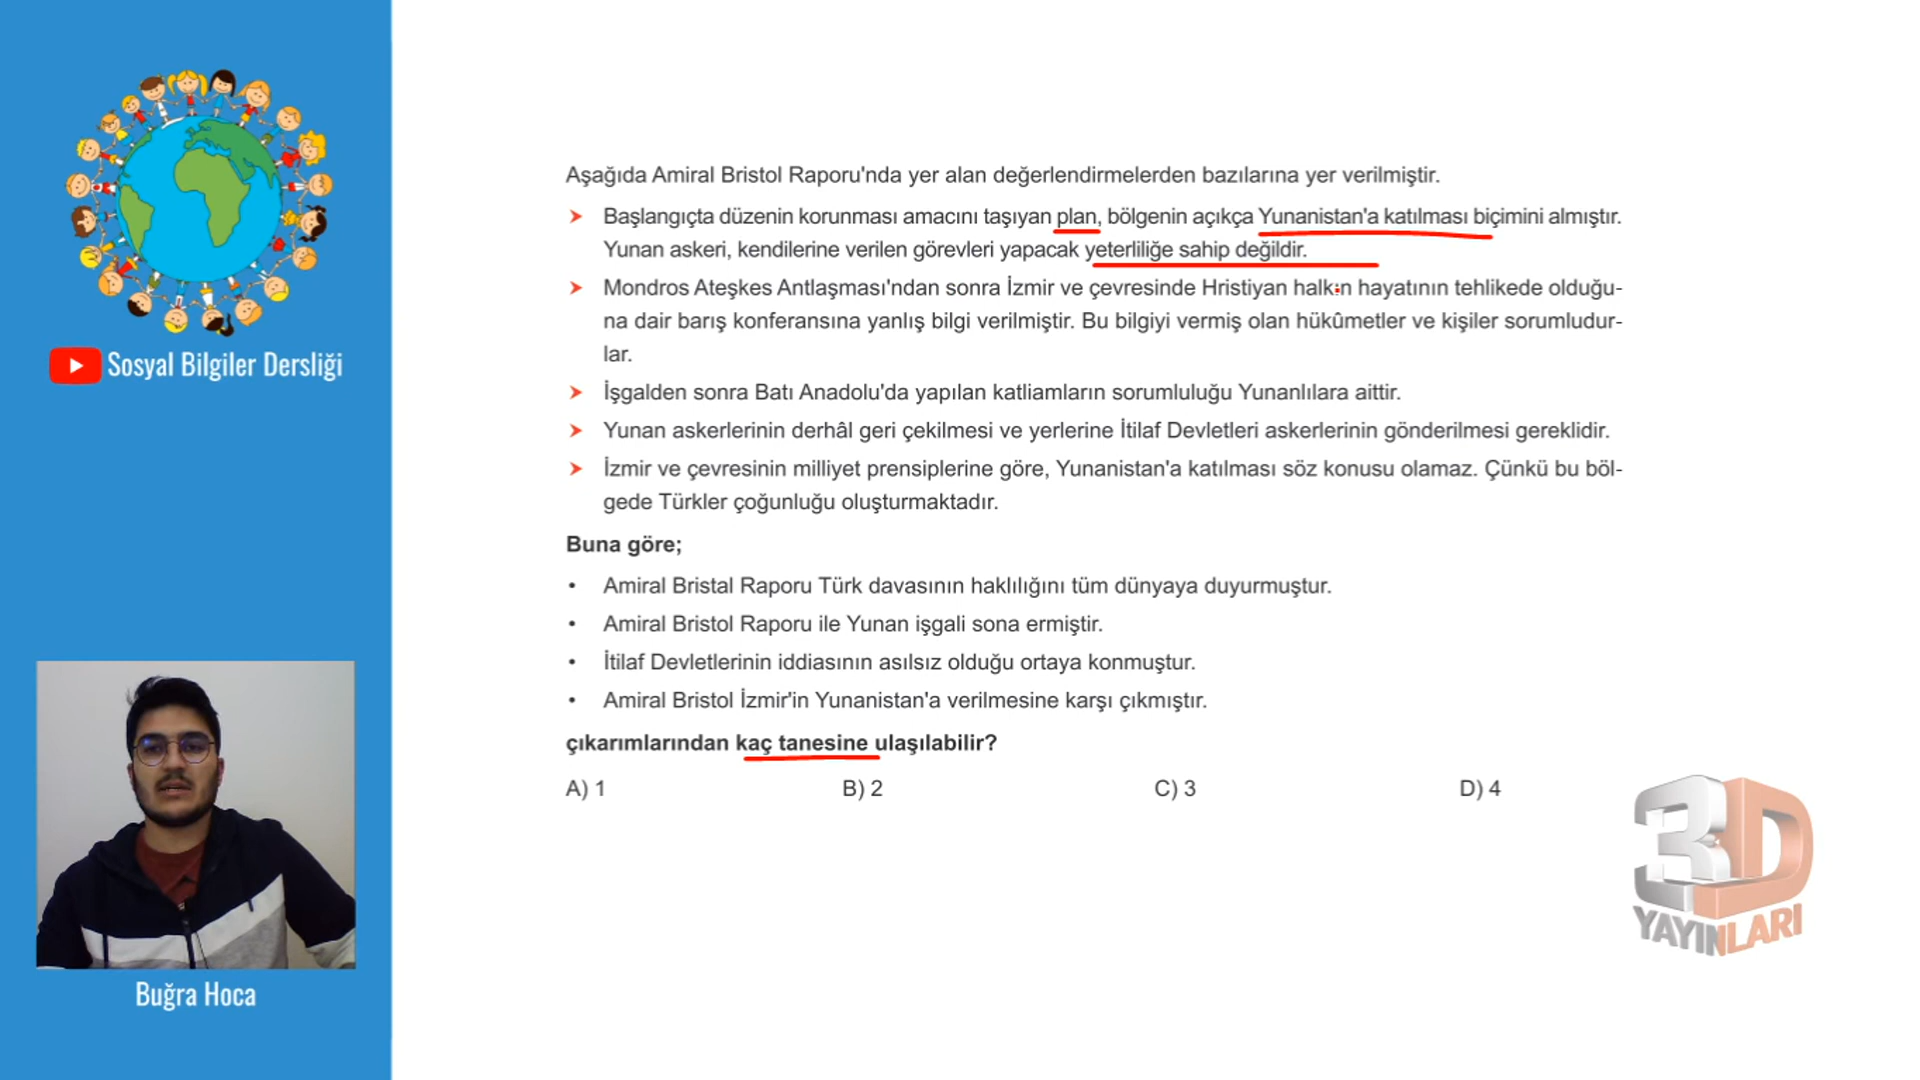 Aşağıda Amiral Bristol Raporu'nda yer alan değerlendirmelerden bazılarına yer verilmiştir.
Başlangıçta düzenin korunması amacını taşıyan plan, bölgenin açıkça Yunanistan'a katılması biçimini almıştır.
Yunan askeri, kendilerine verilen görevleri yapacak yeterliliğe sahip değildir.
Mondros Ateşkes Antlaşması'ndan sonra İzmir ve çevresinde Hristiyan halkın hayatının tehlikede olduğu-
na dair barış konferansına yanlış bilgi verilmiştir. Bu bilgiyi vermiş olan hükûmetler ve kişiler sorumludur-
lar.
İşgalden sonra Batı Anadolu'da yapılan katliamların sorumluluğu Yunanlılara aittir.
Yunan askerlerinin derhâl geri çekilmesi ve yerlerine İtilaf Devletleri askerlerinin gönderilmesi gereklidir.
İzmir ve çevresinin milliyet prensiplerine göre, Yunanistan'a katılması söz konusu olamaz. Çünkü bu böl-
gede Türkler çoğunluğu oluşturmaktadır.
Buna göre;
• Amiral Bristal Raporu Türk davasının haklılığını tüm dünyaya duyurmuştur.
• Amiral Bristol Raporu ile Yunan işgali sona ermiştir.
• İtilaf Devletlerinin iddiasının asılsız olduğu ortaya konmuştur.
• Amiral Bristol İzmir'in Yunanistan'a verilmesine karşı çıkmıştır.
çıkarımlarından kaç tanesine ulaşılabilir?
A) 1 B) 2 C) 3 D) 4
Sosyal Bilgiler Dersliği
Buğra Hoca
3D
YAYINLARI